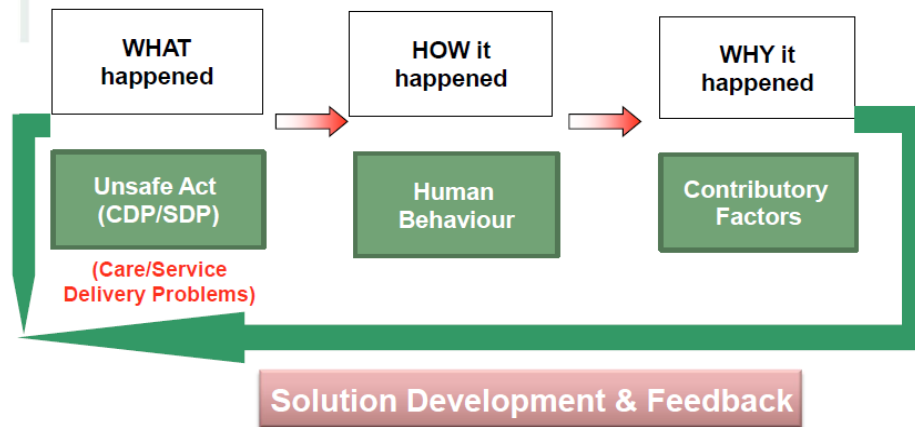 WHAT
happened
HOW it
happened
WHY it
happened
Unsafe Act
(CDP/SDP)
Human
Behaviour
Contributory
Factors
(Care/Service
Delivery Problems)
Solution Development & Feedback